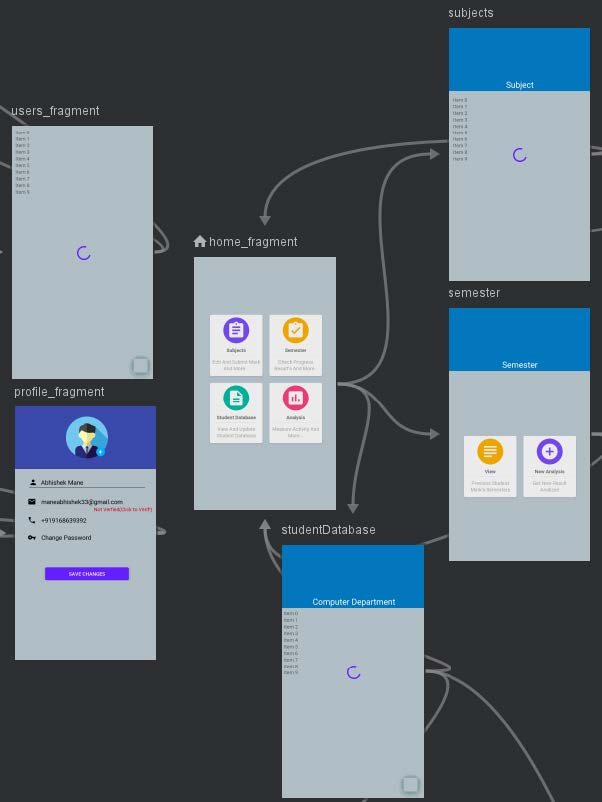 subjects
Subject
Item 0
Item 1
Item 2
Item 3
Item 4
Item 5
Item 6
Item 7
Item 8
Item 9
users_fragment
Item 0
Item 1
Item 2
Item 3
Item 4
Item 5
Item 6
Item 7
Item 8
Item 9
home_fragment
Subjects
Edit And Submit Mark
And More
Semester
Check Progress
Result's And More
Student Database
View And Update
Student Database
Analysis
Measure Activity And
More...
semester
Semester
View
Previous Student
Mark's Semesters
New Analysis
Get New Result
Analized
profile_fragment
Abhishek Mane
maneabhishek33@gmail.com
Not Verified(Click to Verify)
+919168639392
Change Password
SAVE CHANGES
studentDatabase
Computer Department
Item 0
Item 1
Item 2
Item 3
Item 4
Item 5
Item 6
Item 7
Item 8
Item 9